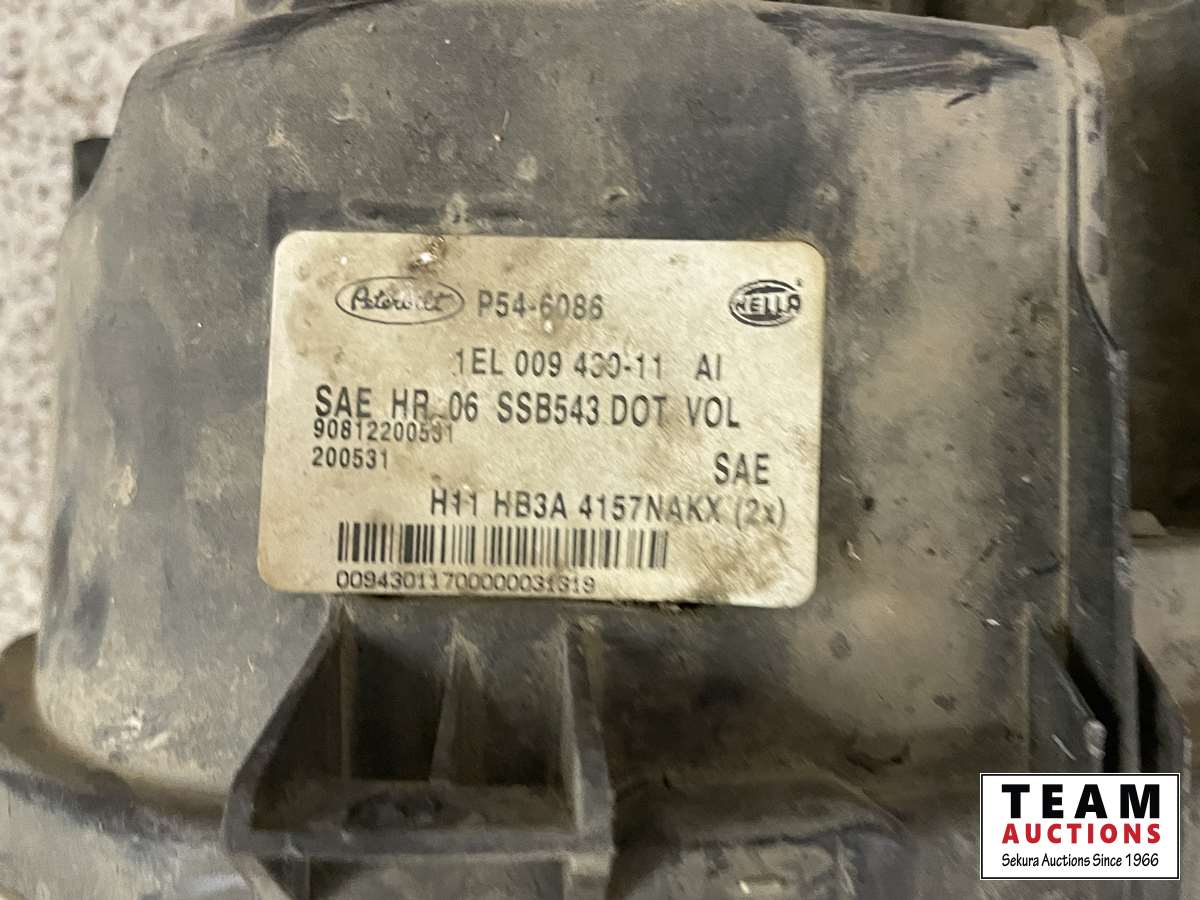 Peterbilt P54-6086 HELLA
1EL 009 430-11 AI
SAE HR 06 SSB543 DOT VOL
90812200531
200531 SAE
H11 HB3A 4157NAKX (2x)
00943011700000031319
TEAM
AUCTIONS
Sekura Auctions Since 1966